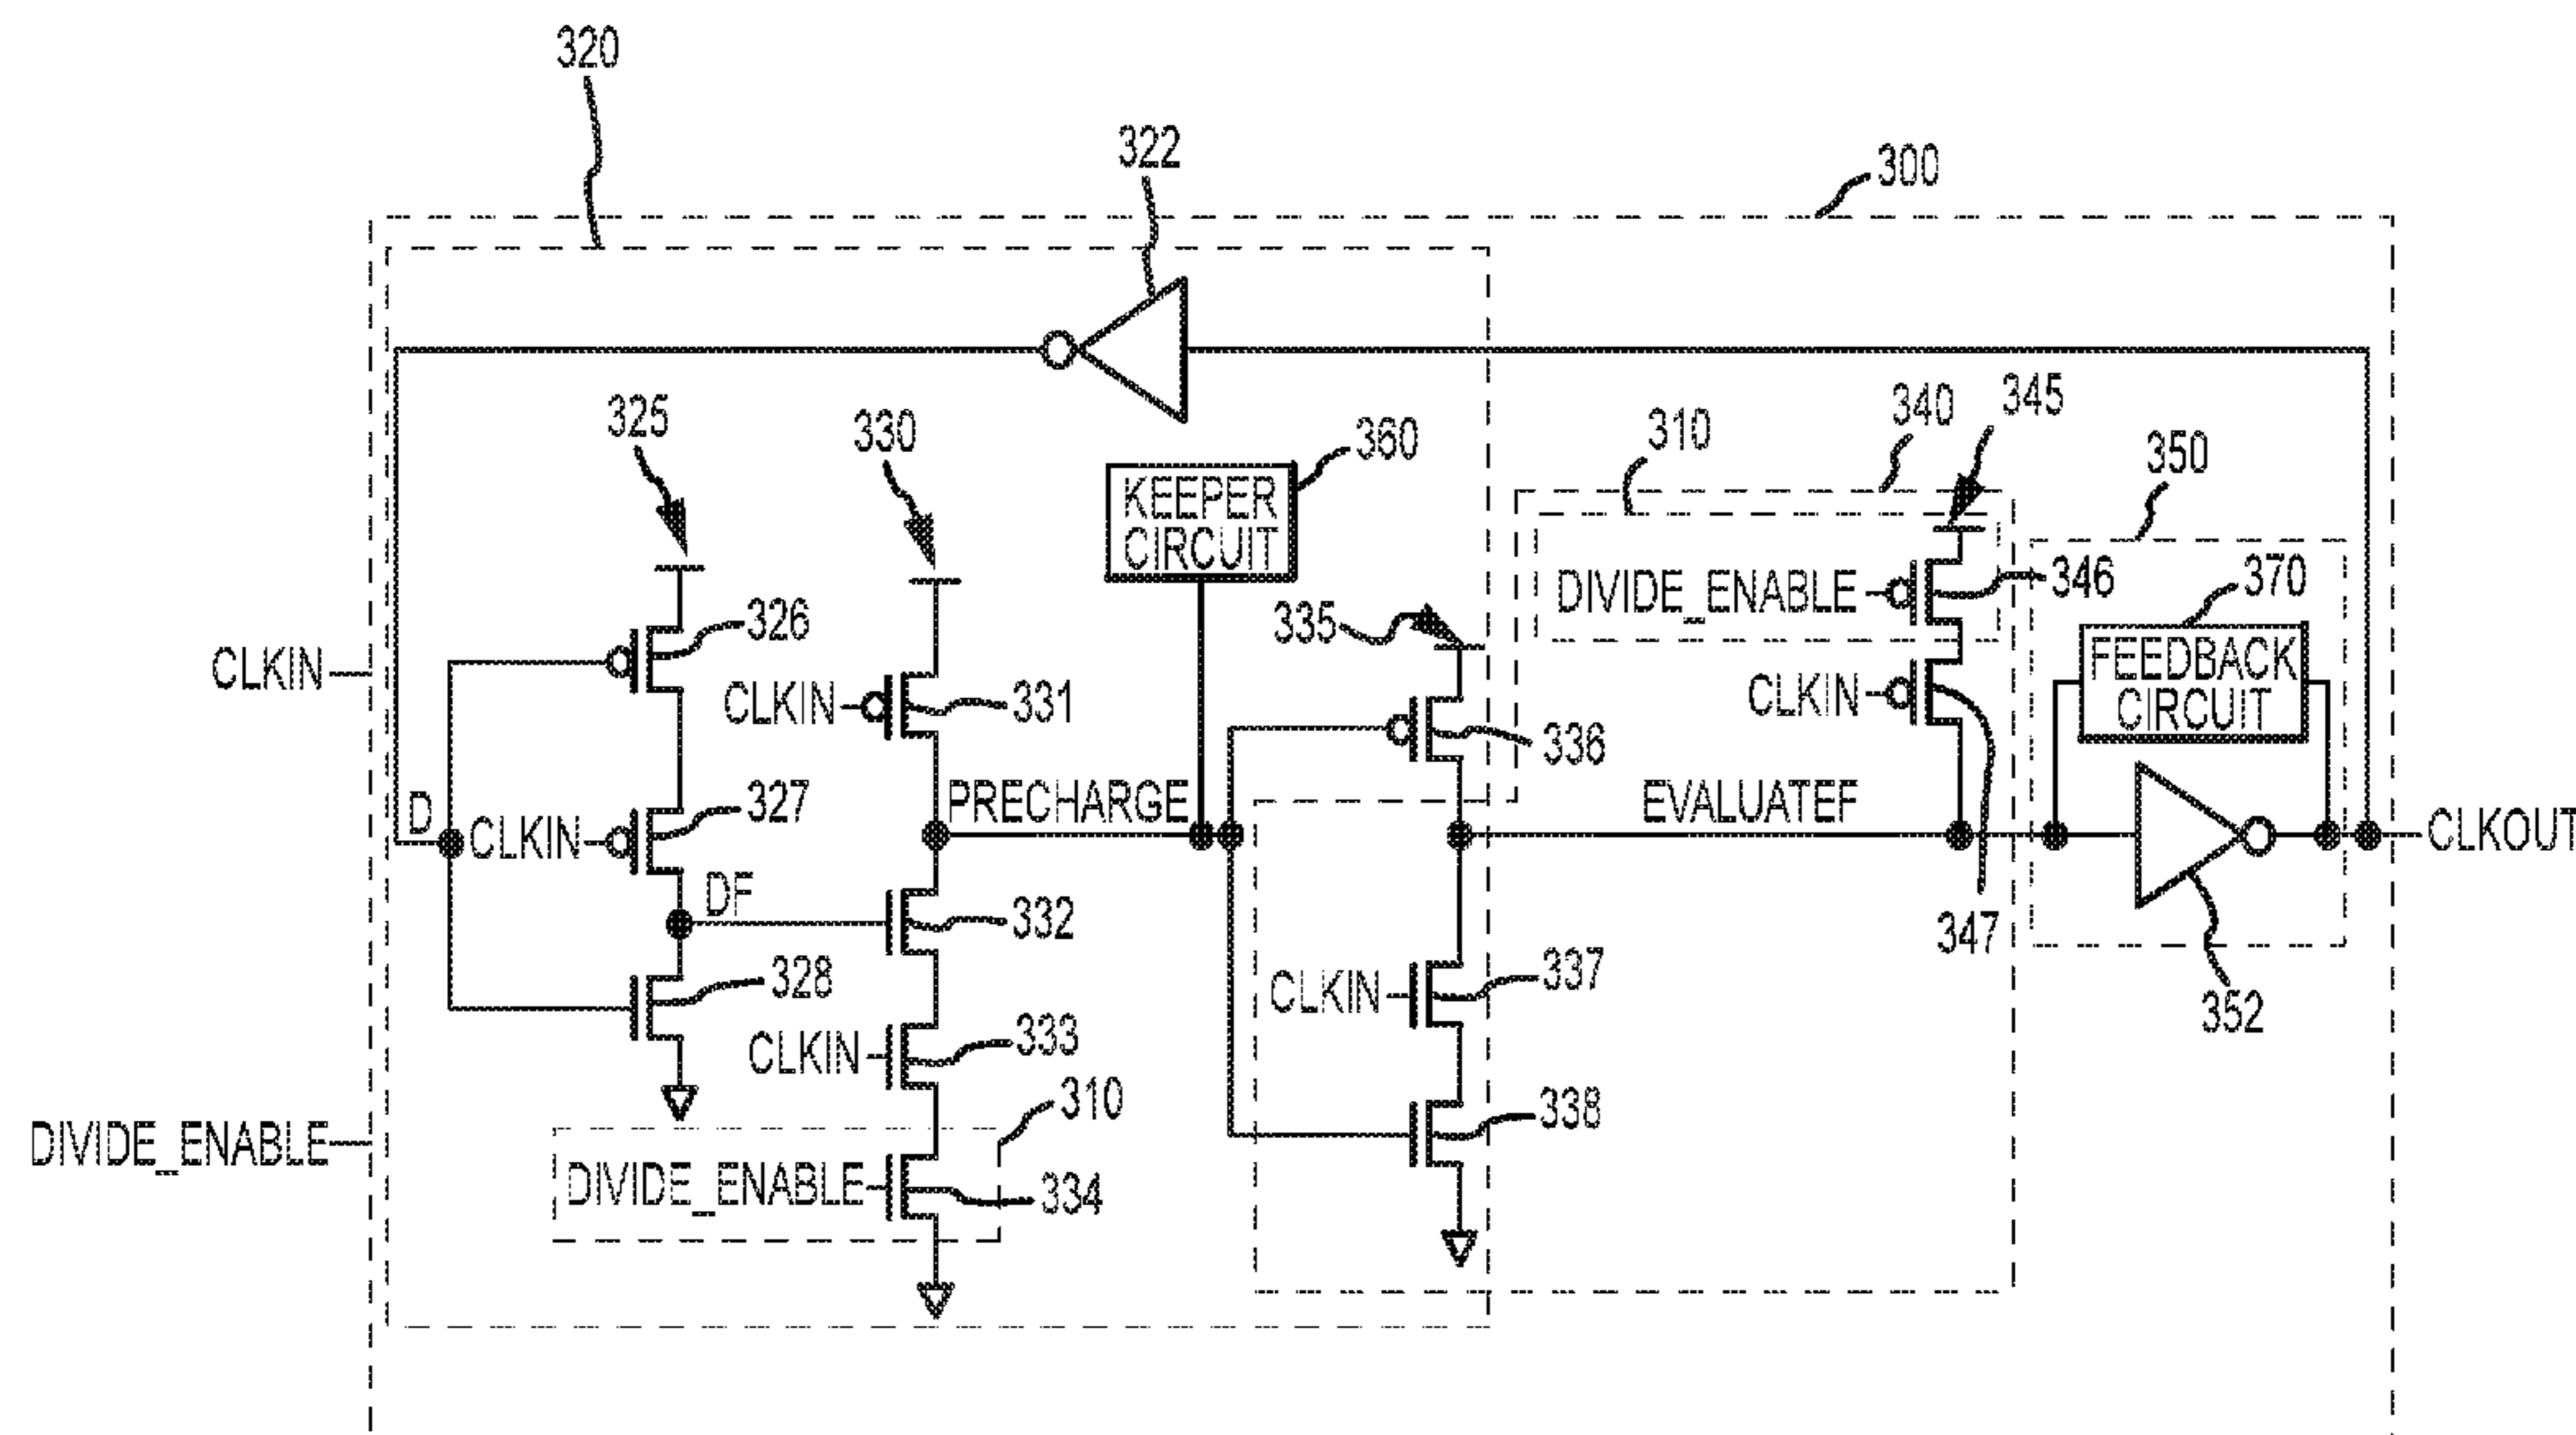 320
322
300
345
340
310
325
330
360
350
KEEPER
CIRCUIT
DIVIDE_ENABLE
346
370
326
335
FEEDBACK
CIRCUIT
CLKIN
CLKIN
331
CLKIN
336
D
CLKIN
327
PRECHARGE
EVALUATEF
CLKOUT
DF
332
347
328
CLKIN
337
352
CLKIN
333
310
338
DIVIDE_ENABLE
DIVIDE_ENABLE
334